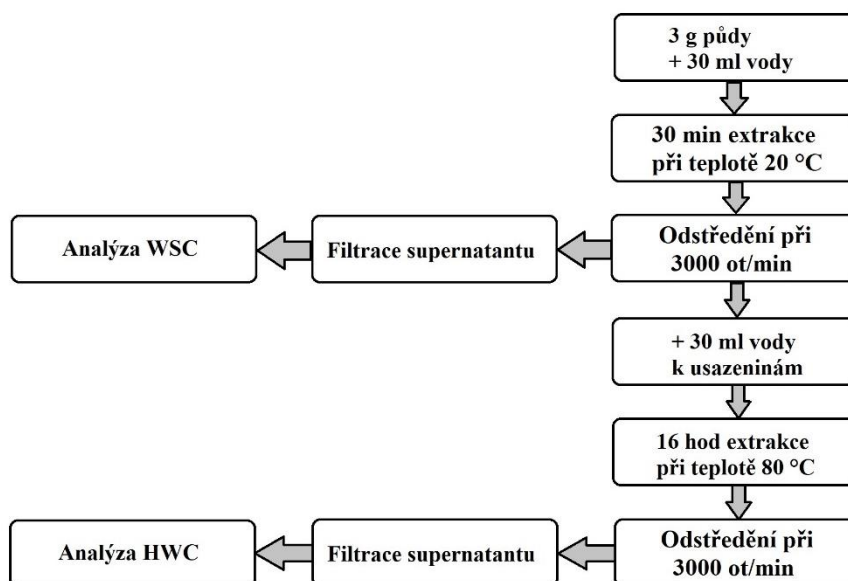 3 g půdy
+ 30 ml vody
30 min extrakce
při teplotě 20 °C
Odstředění při
3000 ot/min
Filtrace supernatantu
Analýza WSC
+ 30 ml vody
k usazeninám
16 hod extrakce
při teplotě 80 °C
Odstředění při
3000 ot/min
Filtrace supernatantu
Analýza HWC